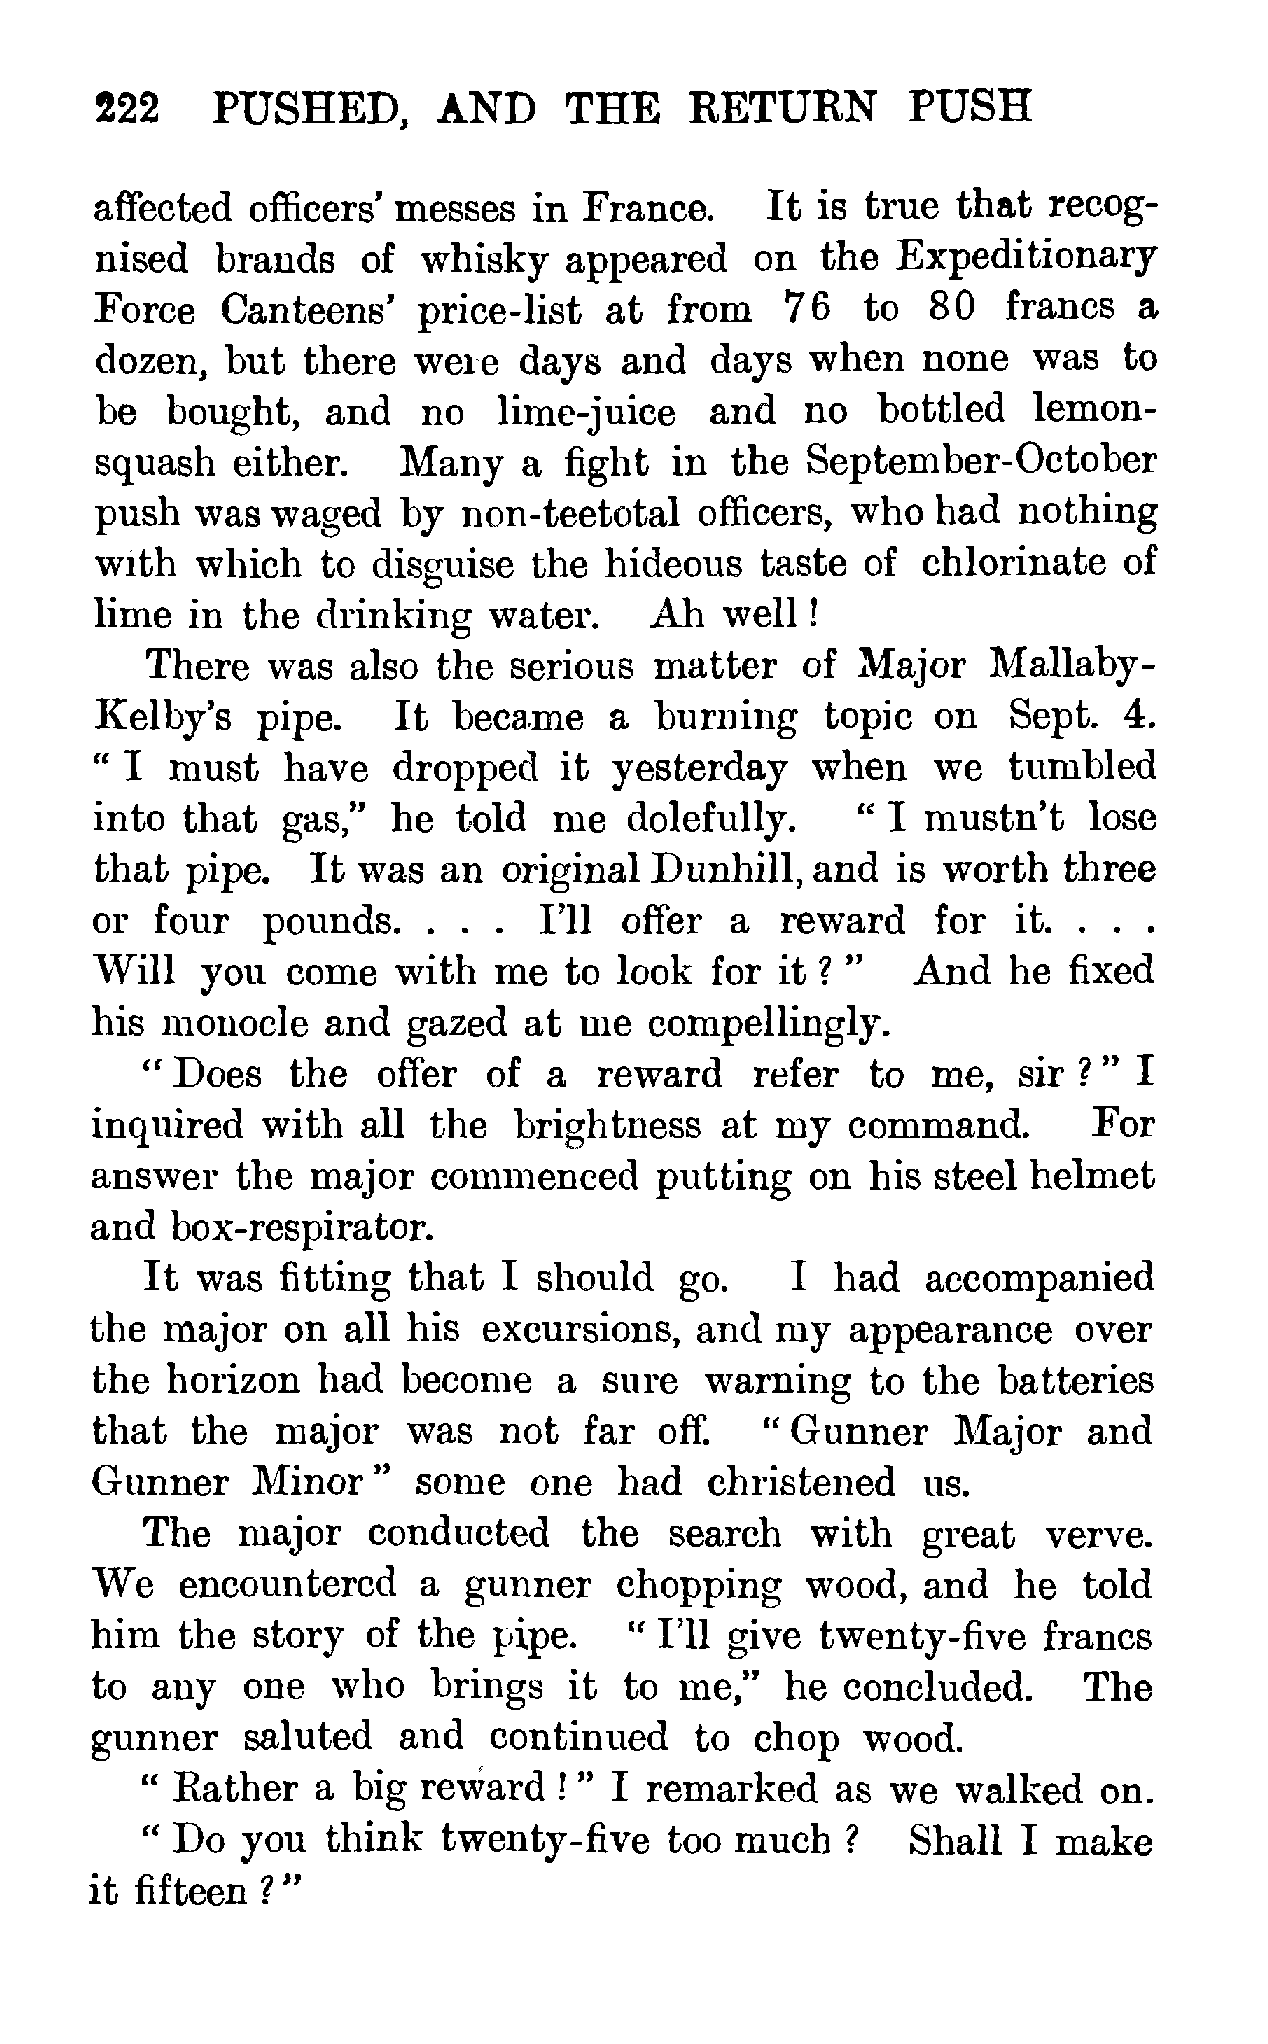 222 PUSHED, AND THE RETURN PUSH
affected officers' messes in France. It is true that recog-
nised brands of whisky appeared on the Expeditionary
Force Canteens' price-list at from 76 to 80 francs a
dozen, but there were days and days when none was to
be bought, and no lime-juice and no bottled lemon-
squash either. Many a fight in the September-October
push was waged by non-teetotal officers, who had nothing
with which to disguise the hideous taste of chlorinate of
lime in the drinking water. Ah well !
There was also the serious matter of Major Mallaby-
Kelby's pipe. It became a burning topic on Sept. 4.
" I must have dropped it yesterday when we tumbled
into that gas," he told me dolefully. " I mustn't lose
that pipe. It was an original Dunhill, and is worth three
or four pounds. . . . I'll offer a reward for it. . . .
Will you come with me to look for it ? " And he fixed
his monocle and gazed at me compellingly.
" Does the offer of a reward refer to me, sir ? " I
inquired with all the brightness at my command. For
answer the major commenced putting on his steel helmet
and box-respirator.
It was fitting that I should go. I had accompanied
the major on all his excursions, and my appearance over
the horizon had become a sure warning to the batteries
that the major was not far off. " Gunner Major and
Gunner Minor " some one had christened us.
The major conducted the search with great verve.
We encountered a gunner chopping wood, and he told
him the story of the pipe. " I'll give twenty-five francs
to any one who brings it to me," he concluded. The
gunner saluted and continued to chop wood.
" Rather a big reward ! " I remarked as we walked on.
" Do you think twenty-five too much ? Shall I make
it fifteen ? "